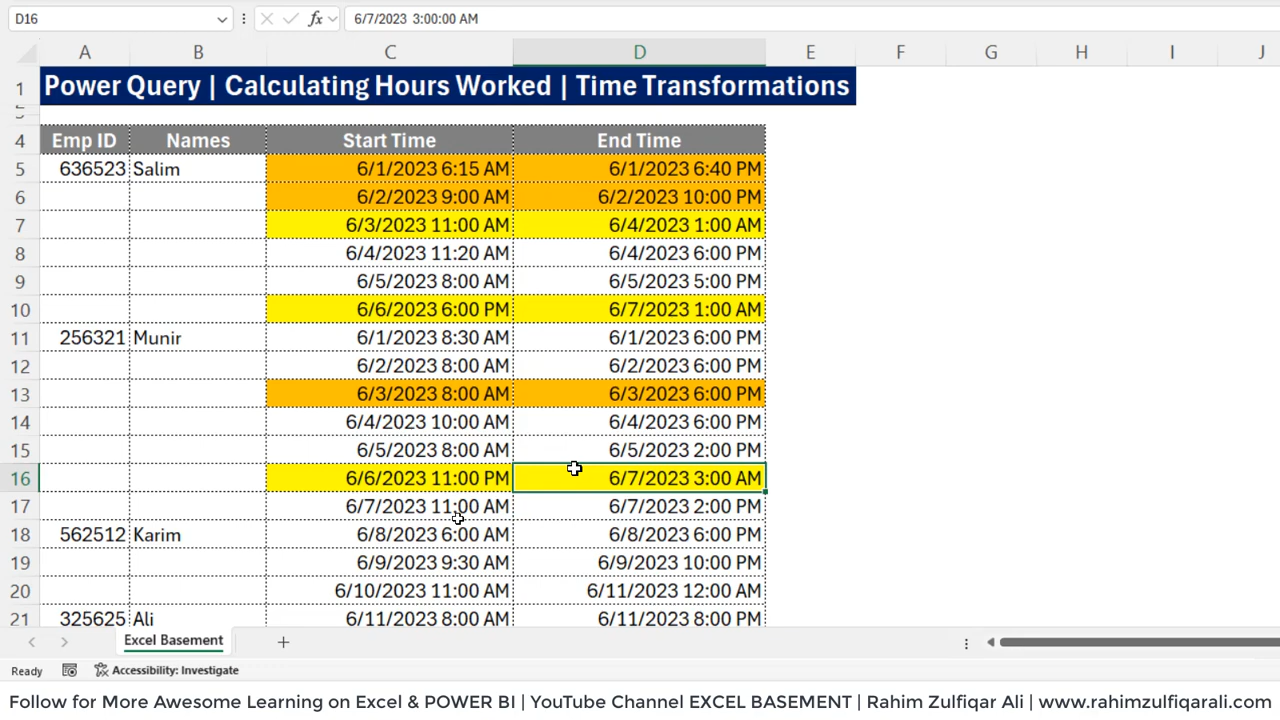 D16 fx 6/7/2023 3:00:00 AM
A B C D E F G H I J
1 Power Query | Calculating Hours Worked | Time Transformations
4 Emp ID Names Start Time End Time
5 636523 Salim 6/1/2023 6:15 AM 6/1/2023 6:40 PM
6 6/2/2023 9:00 AM 6/2/2023 10:00 PM
7 6/3/2023 11:00 AM 6/4/2023 1:00 AM
8 6/4/2023 11:20 AM 6/4/2023 6:00 PM
9 6/5/2023 8:00 AM 6/5/2023 5:00 PM
10 6/6/2023 6:00 PM 6/7/2023 1:00 AM
11 256321 Munir 6/1/2023 8:30 AM 6/1/2023 6:00 PM
12 6/2/2023 8:00 AM 6/2/2023 6:00 PM
13 6/3/2023 8:00 AM 6/3/2023 6:00 PM
14 6/4/2023 10:00 AM 6/4/2023 6:00 PM
15 6/5/2023 8:00 AM 6/5/2023 2:00 PM
16 6/6/2023 11:00 PM 6/7/2023 3:00 AM
17 6/7/2023 11:00 AM 6/7/2023 2:00 PM
18 562512 Karim 6/8/2023 6:00 AM 6/8/2023 6:00 PM
19 6/9/2023 9:30 AM 6/9/2023 10:00 PM
20 6/10/2023 11:00 AM 6/11/2023 12:00 AM
21 325625 Ali 6/11/2023 8:00 AM 6/11/2023 8:00 PM
Excel Basement
Ready Accessibility: Investigate
Follow for More Awesome Learning on Excel & POWER BI | YouTube Channel EXCEL BASEMENT | Rahim Zulfiqar Ali | www.rahimzulfiqarali.com